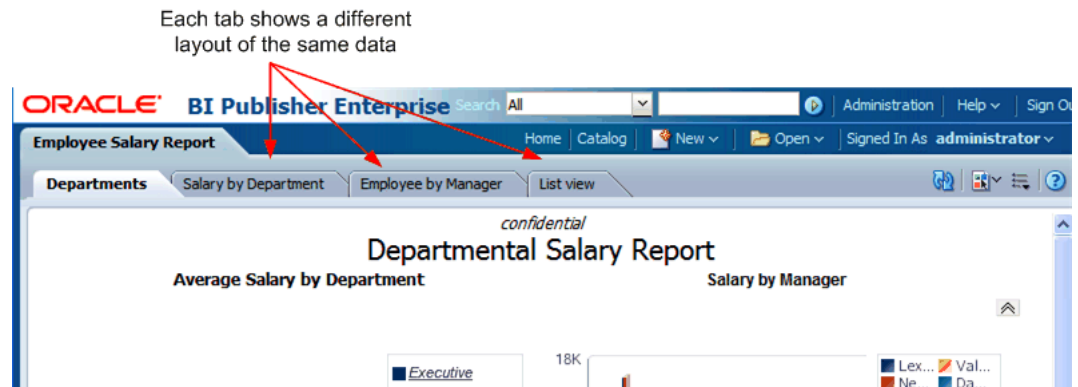 Each tab shows a different
layout of the same data
ORACLE BI Publisher Enterprise Search All Administration Help Sign Ou
Employee Salary Report Home Catalog New Open Signed In As administrator
Departments Salary by Department Employee by Manager List view
confidential
Departmental Salary Report
Average Salary by Department Salary by Manager
Executive 18K Lex... Val...
Ne... Da...